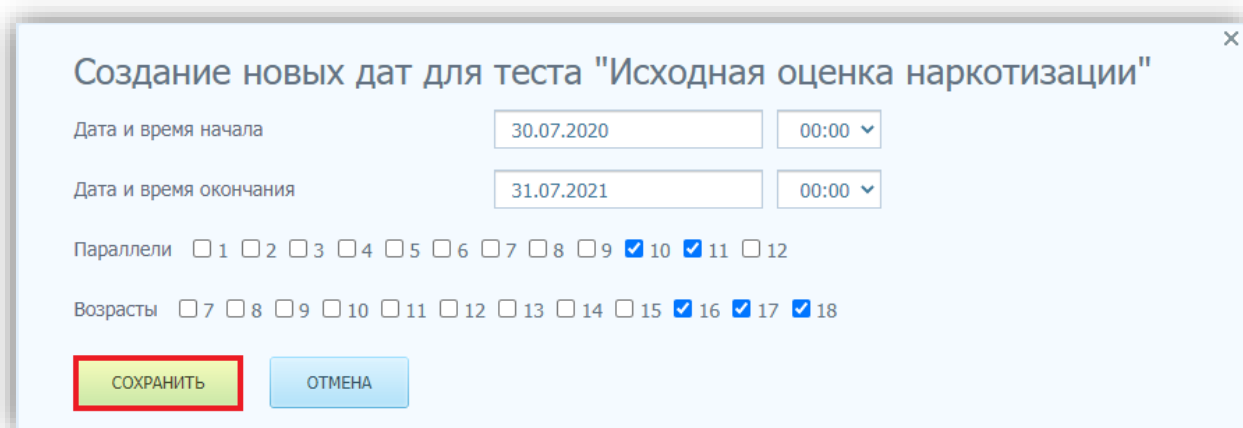 Создание новых дат для теста "Исходная оценка наркотизации"
Дата и время начала 30.07.2020 00:00
Дата и время окончания 31.07.2021 00:00
Параллели 1 2 3 4 5 6 7 8 9 10 11 12
Возрасты 7 8 9 10 11 12 13 14 15 16 17 18
СОХРАНИТЬ ОТМЕНА